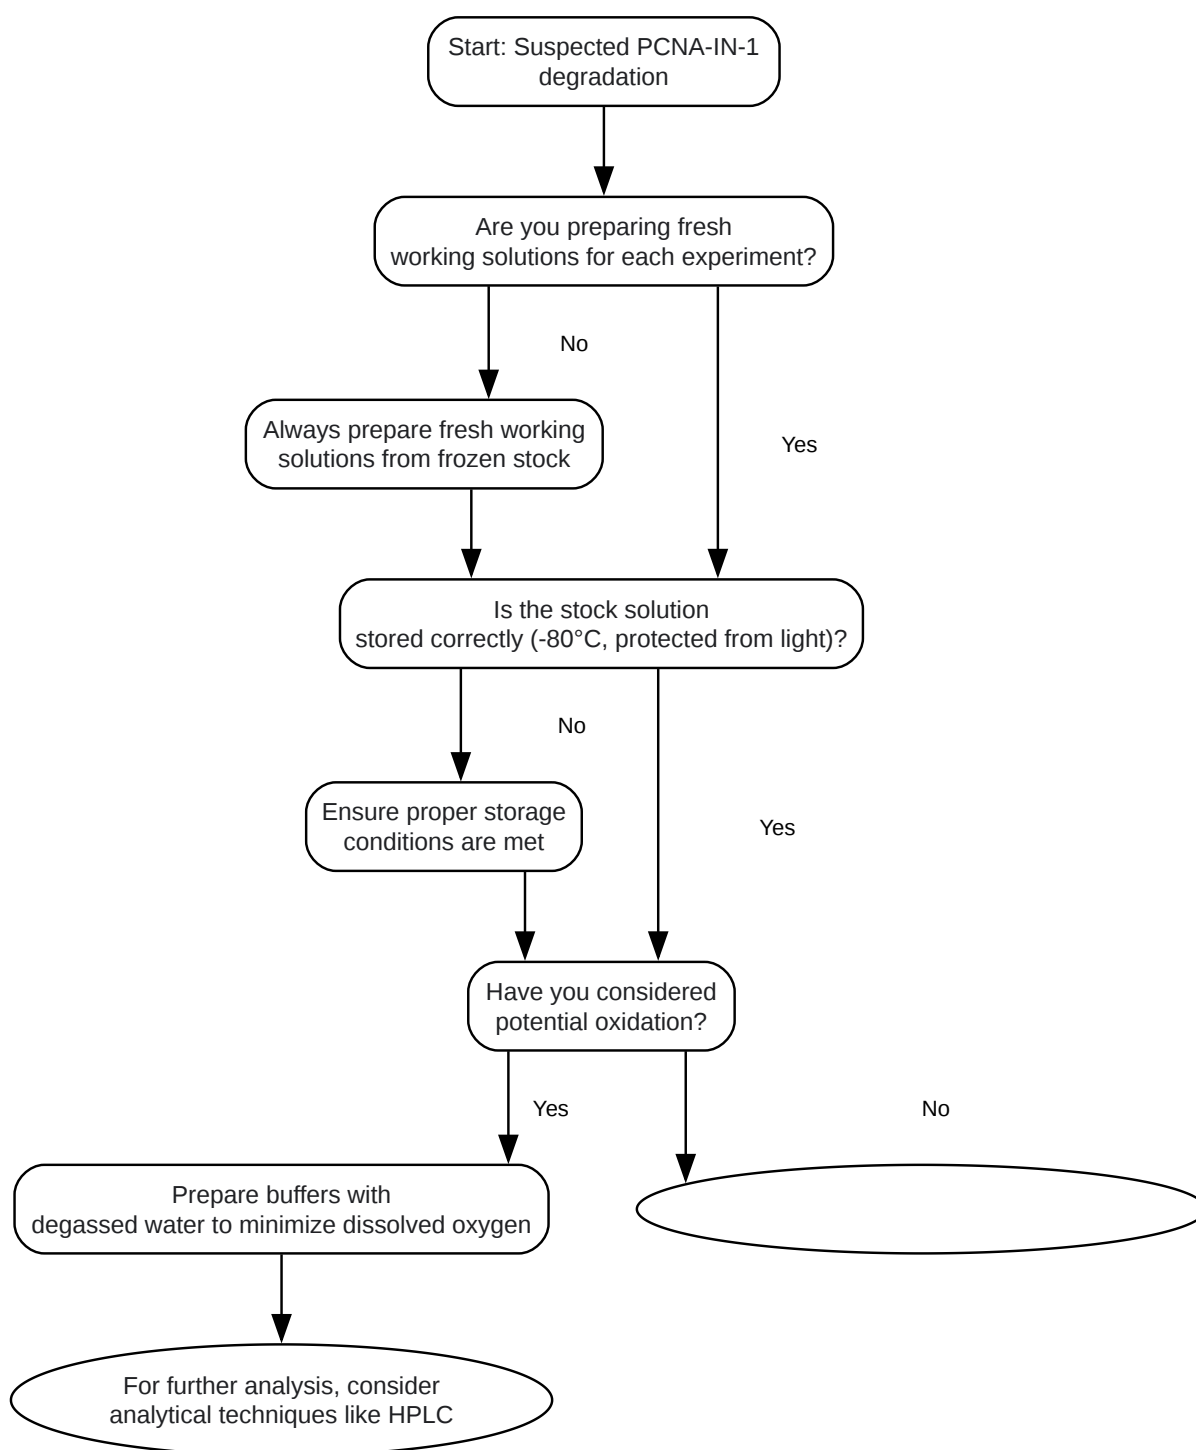 Start: Suspected PCNA-IN-1
degradation
Are you preparing fresh
working solutions for each experiment?
No
Always prepare fresh working
solutions from frozen stock
Yes
Is the stock solution
stored correctly (-80°C, protected from light)?
No
Ensure proper storage
conditions are met
Yes
Have you considered
potential oxidation?
Yes
No
Prepare buffers with
degassed water to minimize dissolved oxygen
For further analysis, consider
analytical techniques like HPLC